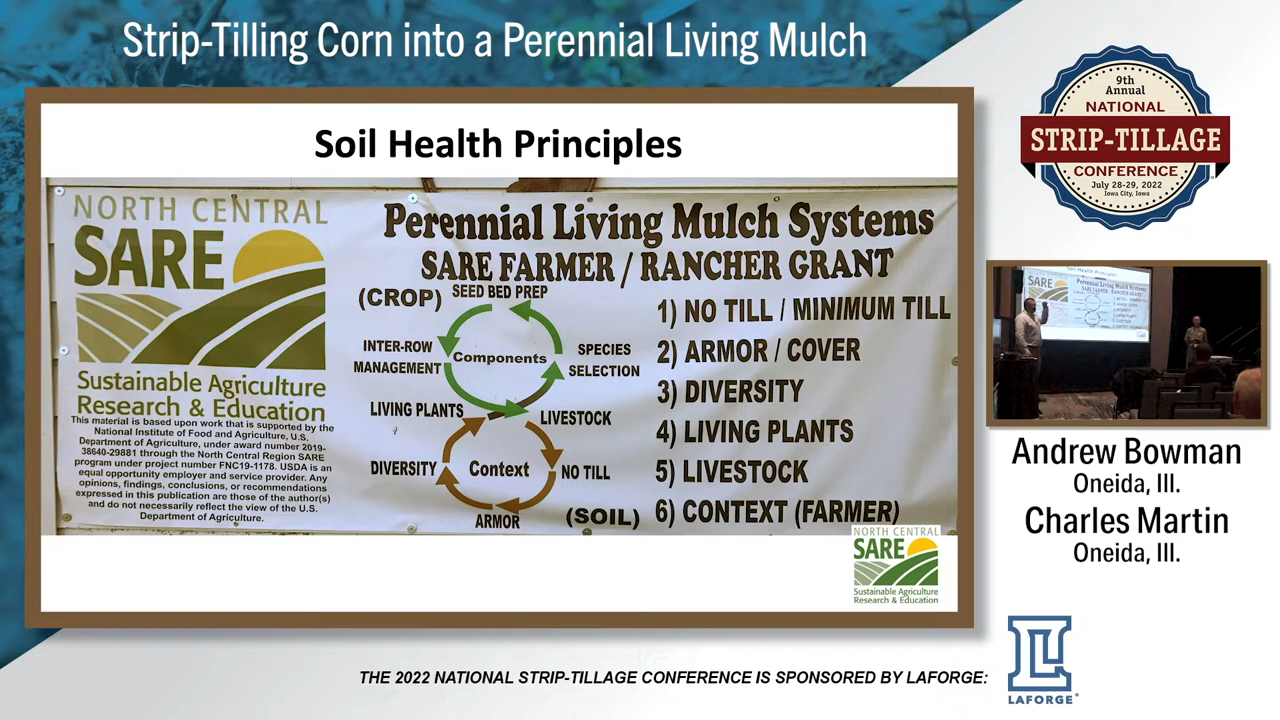 Strip-Tilling Corn into a Perennial Living Mulch
9th
Annual
NATIONAL
STRIP-TILLAGE
CONFERENCE
July 28-29, 2022
Iowa City, Iowa
Soil Health Principles
NORTH CENTRAL
SARE
Sustainable Agriculture
Research & Education
This material is based upon work that is supported by the
National Institute of Food and Agriculture, U.S.
Department of Agriculture, under award number 2019-
38640-29881 through the North Central Region SARE
program under project number FNC19-1178. USDA is an
equal opportunity employer and service provider. Any
opinions, findings, conclusions, or recommendations
expressed in this publication are those of the author(s)
and do not necessarily reflect the view of the U.S.
Department of Agriculture.
Perennial Living Mulch Systems
SARE FARMER / RANCHER GRANT
(CROP)
SEED BED PREP
INTER-ROW
MANAGEMENT
Components
SPECIES
SELECTION
LIVING PLANTS
LIVESTOCK
DIVERSITY
Context
NO TILL
ARMOR
(SOIL)
1) NO TILL / MINIMUM TILL
2) ARMOR / COVER
3) DIVERSITY
4) LIVING PLANTS
5) LIVESTOCK
6) CONTEXT (FARMER)
NORTH CENTRAL
SARE
Sustainable Agriculture
Research & Education
Soil Health Principles
Perennial Living Mulch Systems
Andrew Bowman
Oneida, Ill.
Charles Martin
Oneida, Ill.
THE 2022 NATIONAL STRIP-TILLAGE CONFERENCE IS SPONSORED BY LAFORGE:
LAFORGE